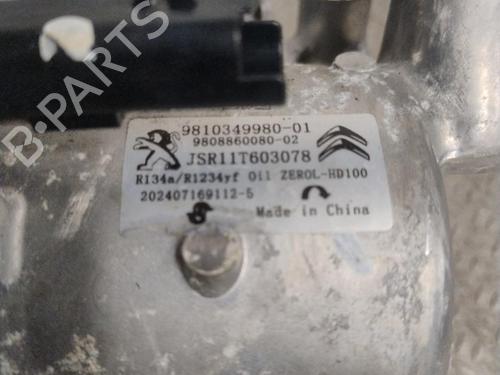 B-PARTS
9810349980-01
9808860080-02
JSR11T603078
R134a/R1234yf Oil ZEROL-HD100
202407169112-5
Made in China